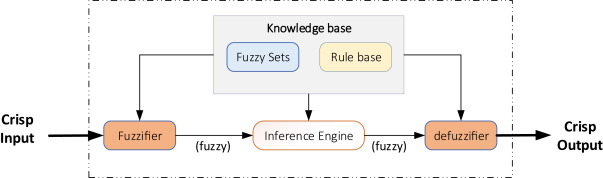 Knowledge base
Fuzzy Sets
Rule base
Crisp
Input
Fuzzifier
(fuzzy)
Inference Engine
(fuzzy)
defuzzifier
Crisp
Output